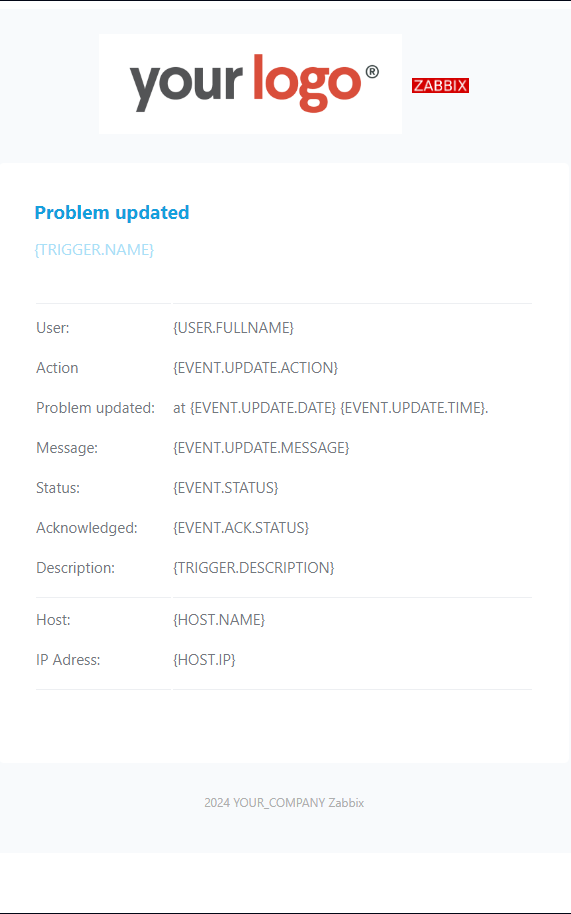 your logo®
ZABBIX
Problem updated
{TRIGGER.NAME}
User: {USER.FULLNAME}
Action {EVENT.UPDATE.ACTION}
Problem updated: at {EVENT.UPDATE.DATE} {EVENT.UPDATE.TIME}.
Message: {EVENT.UPDATE.MESSAGE}
Status: {EVENT.STATUS}
Acknowledged: {EVENT.ACK.STATUS}
Description: {TRIGGER.DESCRIPTION}
Host: {HOST.NAME}
IP Adress: {HOST.IP}
2024 YOUR_COMPANY Zabbix